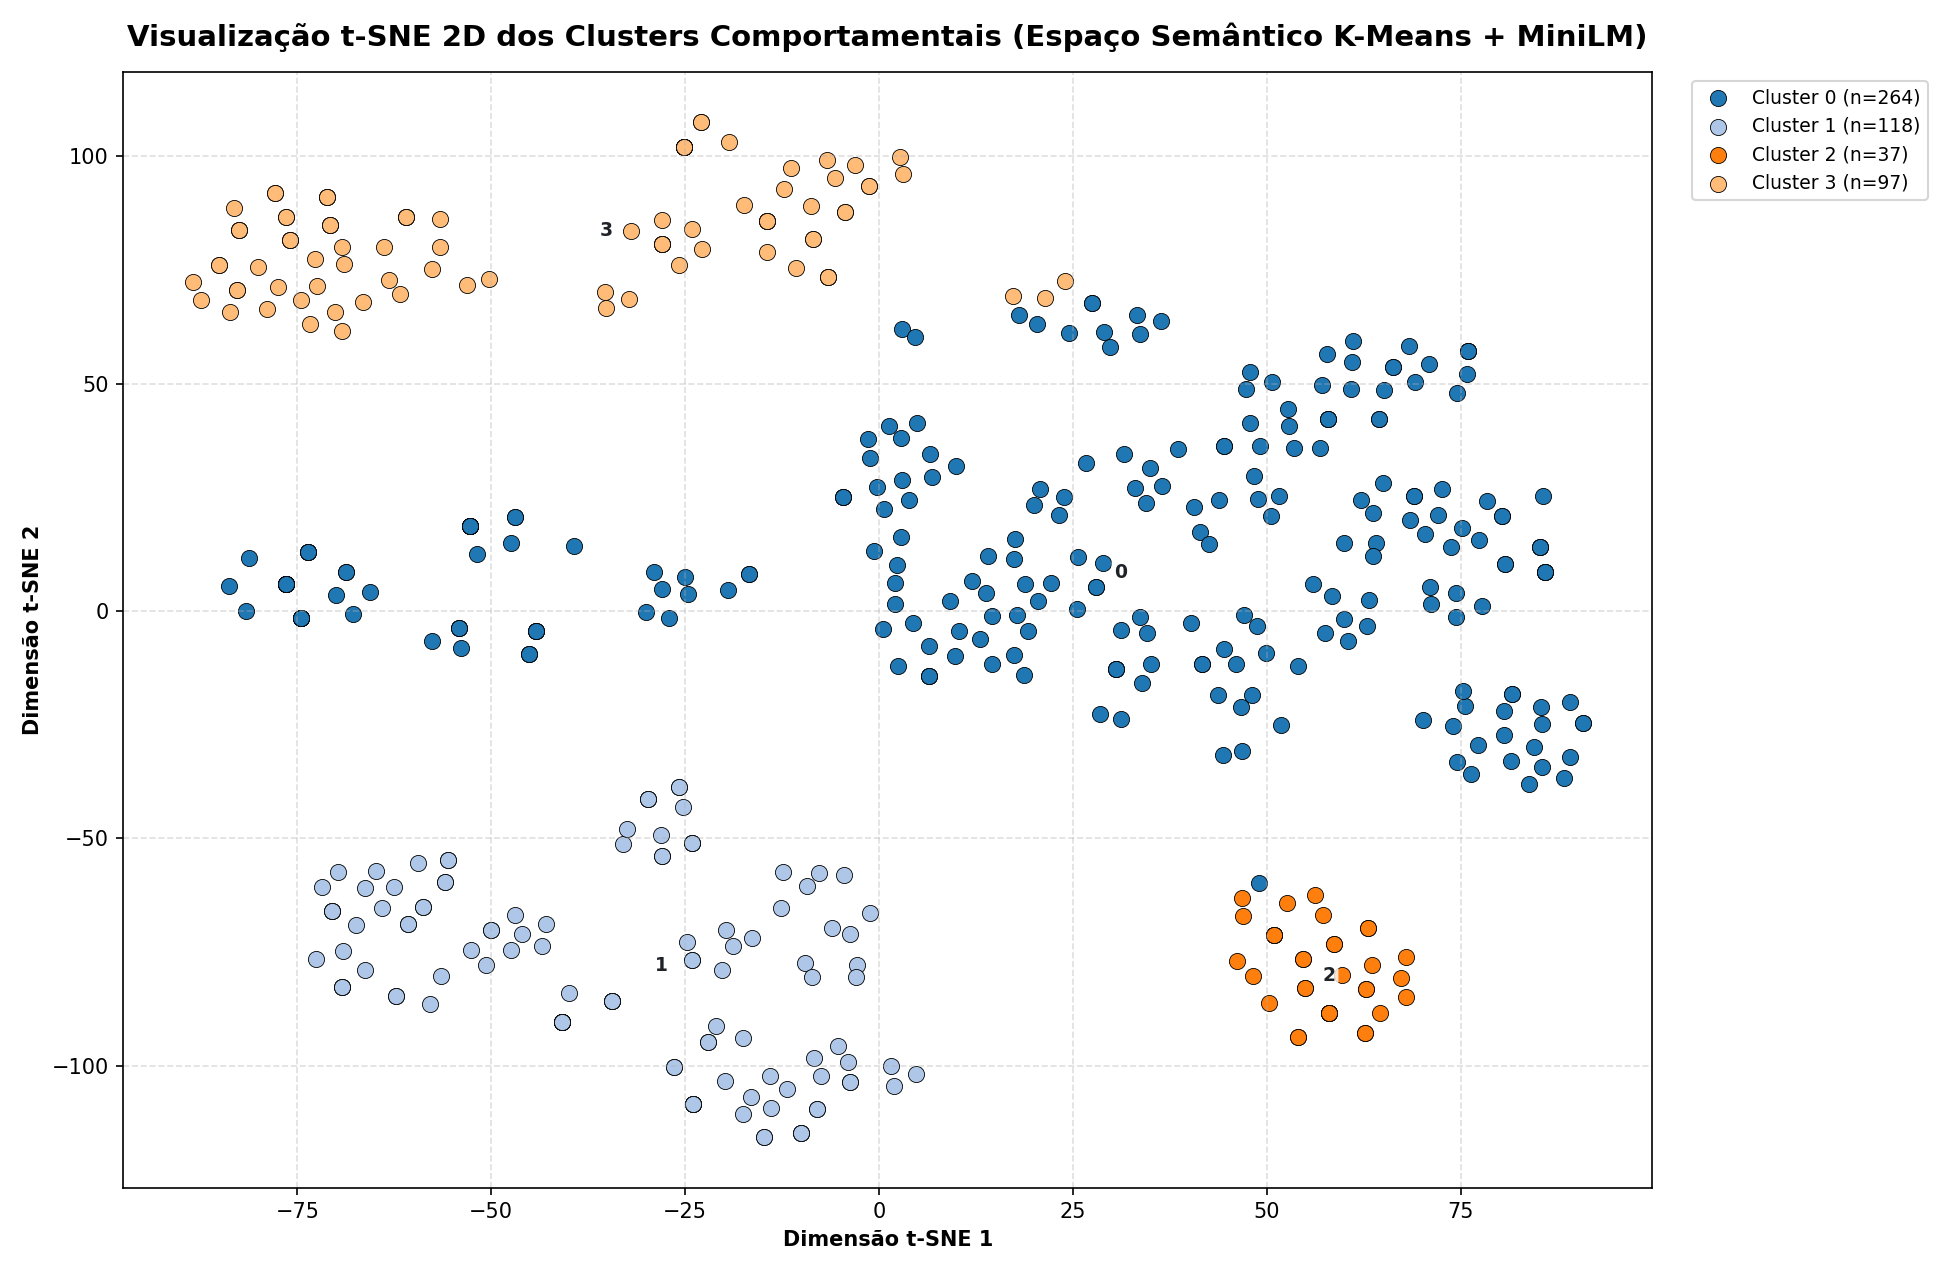 Visualização t-SNE 2D dos Clusters Comportamentais (Espaço Semântico K-Means + MiniLM)
Cluster 0 (n=264)
Cluster 1 (n=118)
Cluster 2 (n=37)
Cluster 3 (n=97)
Dimensão t-SNE 2
100
50
0
−50
−100
3
0
1
2
−75
−50
−25
0
25
50
75
Dimensão t-SNE 1